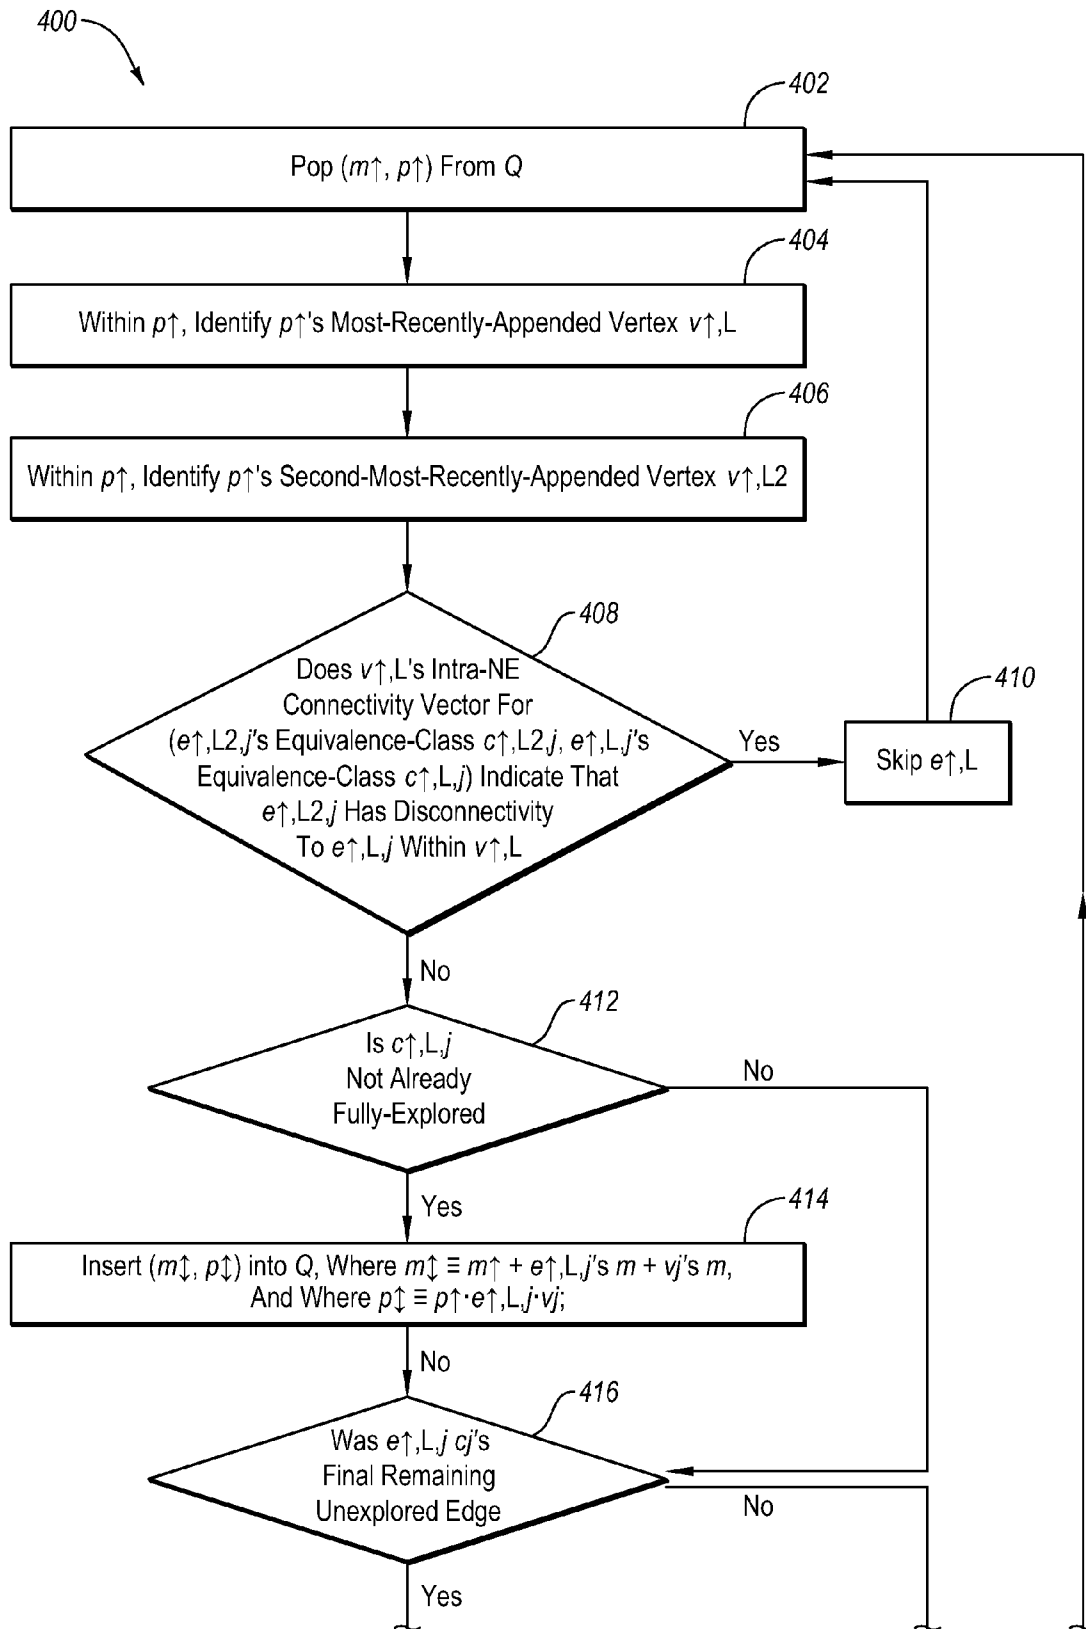 400
402
Pop (m↑, p↑) From Q
404
Within p↑, Identify p↑'s Most-Recently-Appended Vertex v↑,L
406
Within p↑, Identify p↑'s Second-Most-Recently-Appended Vertex v↑,L2
408
Does v↑,L's Intra-NE
Connectivity Vector For
(e↑,L2,j's Equivalence-Class c↑,L2,j, e↑,L,j's
Equivalence-Class c↑,L,j) Indicate That
e↑,L2,j Has Disconnectivity
To e↑,L,j Within v↑,L
Yes
410
Skip e↑,L
No
412
Is c↑,L,j
Not Already
Fully-Explored
No
Yes
414
Insert (m↕, p↕) into Q, Where m↕ ≡ m↑ + e↑,L,j's m + vj's m,
And Where p↕ ≡ p↑·e↑,L,j·vj;
No
416
Was e↑,L,j cj's
Final Remaining
Unexplored Edge
No
Yes